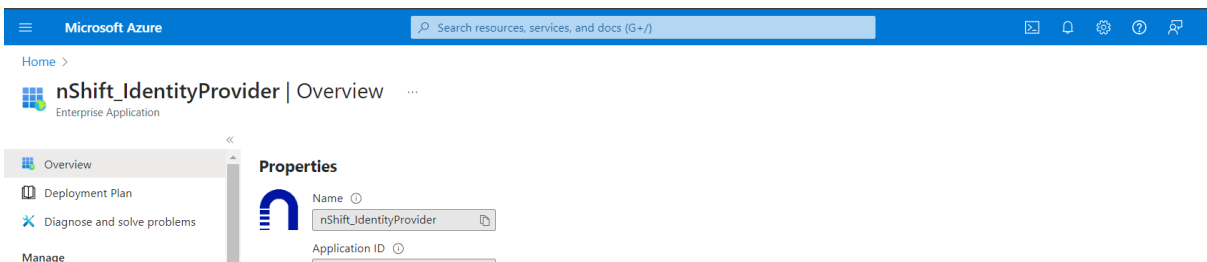 Microsoft Azure
Search resources, services, and docs (G+/)
Home >
nShift_IdentityProvider | Overview ...
Enterprise Application
«
Overview
Deployment Plan
Diagnose and solve problems
Manage
Properties
Name
nShift_IdentityProvider
Application ID